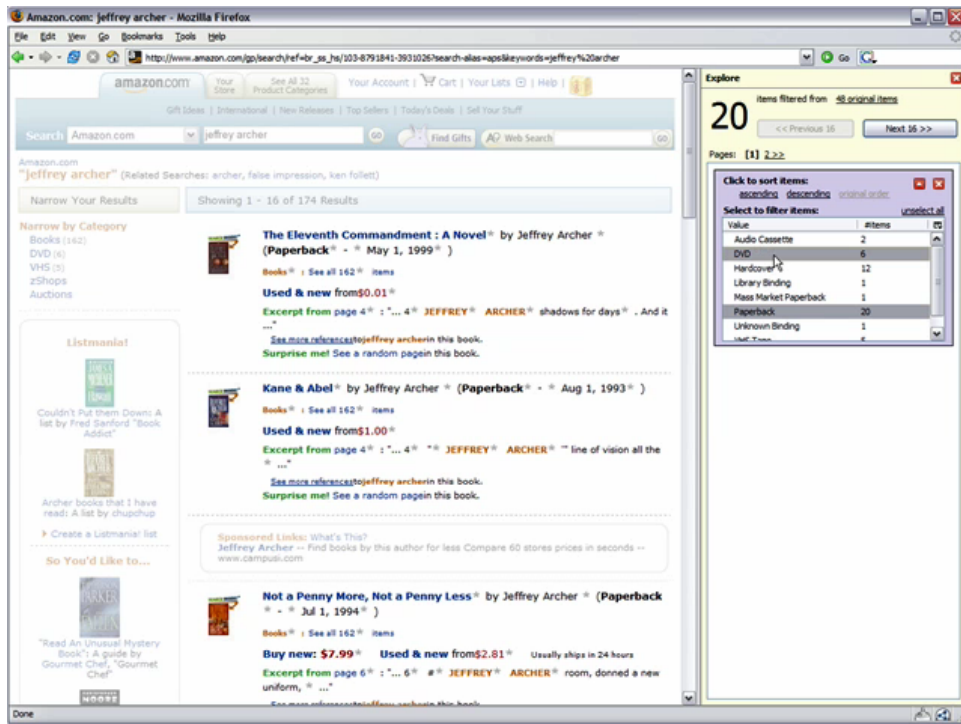 Amazon.com: jeffrey archer - Mozilla Firefox
File Edit View Go Bookmarks Tools Help
http://www.amazon.com/gp/search/ref=br_ss_hs/103-8791841-3931026?search-alias=aps&keywords=jeffrey%20archer
Go
amazon.com
Your Store
See All 32 Product Categories
Your Account | Cart | Your Lists | Help |
Gift Ideas | International | New Releases | Top Sellers | Today's Deals | Sell Your Stuff
Search Amazon.com jeffrey archer GO Find Gifts A9 Web Search GO
Amazon.com
"jeffrey archer" (Related Searches: archer, false impression, ken follett)
Narrow Your Results
Showing 1 - 16 of 174 Results
Narrow by Category
Books (162)
DVD (6)
VHS (5)
zShops
Auctions
Listmania!
Couldn't Put them Down: A
list by Fred Sanford "Book
Addict"
Archer books that I have
read: A list by chupchup
Create a Listmania! list
So You'd Like to...
"Read An Unusual Mystery
Book": A guide by
Gourmet Chef, "Gourmet
Chef"
The Eleventh Commandment : A Novel* by Jeffrey Archer *
(Paperback* - * May 1, 1999* )
Books* : See all 162* items
Used & new from$0.01*
Excerpt from page 4* : "... 4* JEFFREY* ARCHER* shadows for days* . And it
..."
See more referencestojeffrey archerin this book.
Surprise me! See a random pagein this book.
Kane & Abel* by Jeffrey Archer * (Paperback* - * Aug 1, 1993* )
Books* : See all 162* items
Used & new from$1.00*
Excerpt from page 4* : "... 4* "* JEFFREY* ARCHER* '" line of vision all the
* ..."
See more referencestojeffrey archerin this book.
Surprise me! See a random pagein this book.
Sponsored Links: What's This?
Jeffrey Archer -- Find books by this author for less Compare 60 stores prices in seconds --
www.campusi.com
Not a Penny More, Not a Penny Less* by Jeffrey Archer * (Paperback
* - * Jul 1, 1994* )
Books* : See all 162* items
Buy new: $7.99* Used & new from$2.81* Usually ships in 24 hours
Excerpt from page 6* : "... 6* #* JEFFREY* ARCHER* room, donned a new
uniform, * ..."
See more referencestojeffrey archerin this book.
Explore
20 items filtered from 48 original items
<< Previous 16 Next 16 >>
Pages: [1] 2 >>
Click to sort items:
ascending descending original order
Select to filter items: unselect all
Value #items
Audio Cassette 2
DVD 6
Hardcover 12
Library Binding 1
Mass Market Paperback 1
Paperback 20
Unknown Binding 1
VHS Tape 5
Done